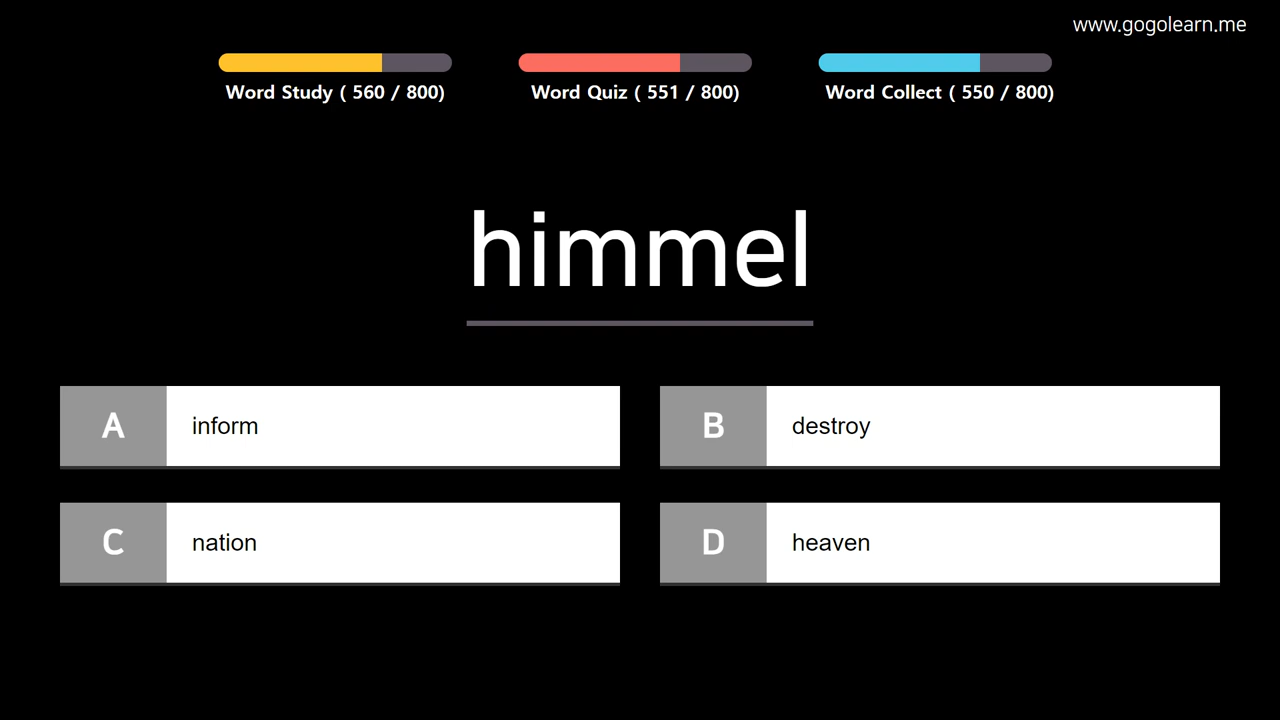 www.gogolearn.me
Word Study ( 560 / 800)
Word Quiz ( 551 / 800)
Word Collect ( 550 / 800)
himmel
A inform
B destroy
C nation
D heaven